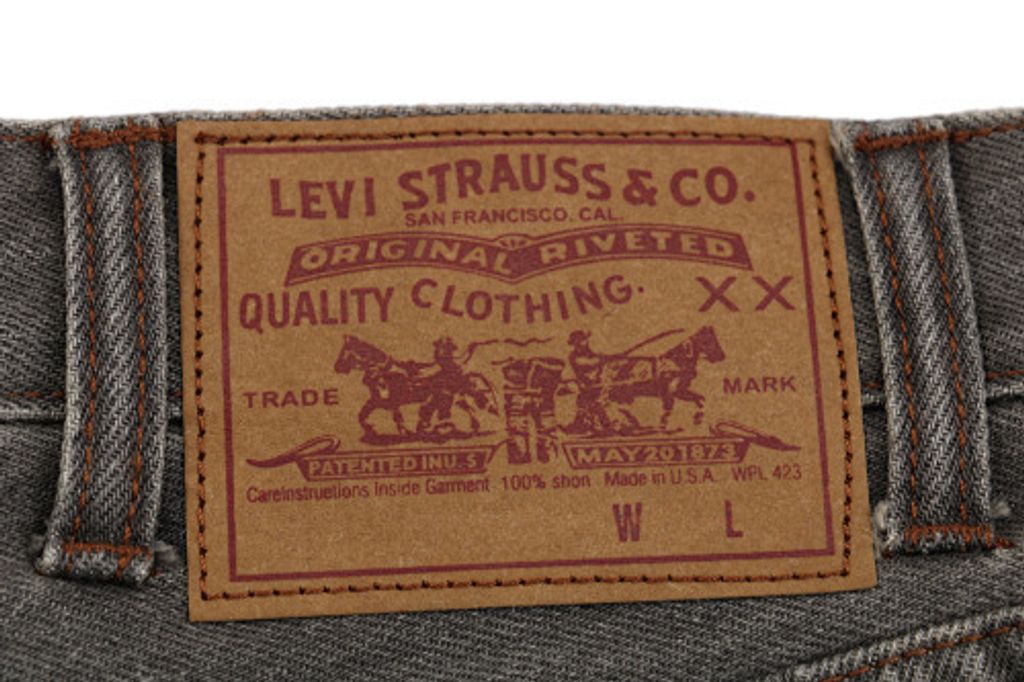 LEVI STRAUSS & CO.
SAN FRANCISCO. CAL.
ORIGINAL RIVETED
QUALITY CLOTHING. XX
TRADE MARK
PATENTED IN U-S MAY 20 1873
Careinstruetions Inside Garment 100% shon Made in U.S.A. WPL 423
W L